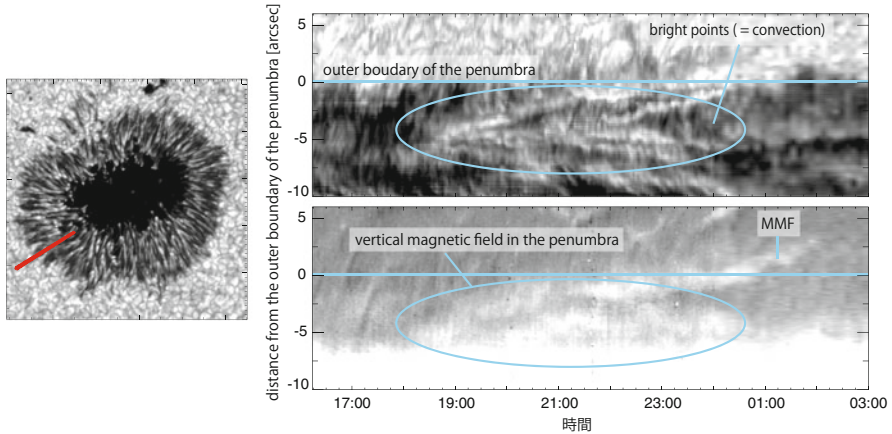 distance from the outer boundary of the penumbra [arcsec]
5
0
-5
-10
bright points ( = convection)
outer boudary of the penumbra
5
0
-5
-10
MMF
vertical magnetic field in the penumbra
17:00 19:00 21:00 23:00 01:00 03:00
時間